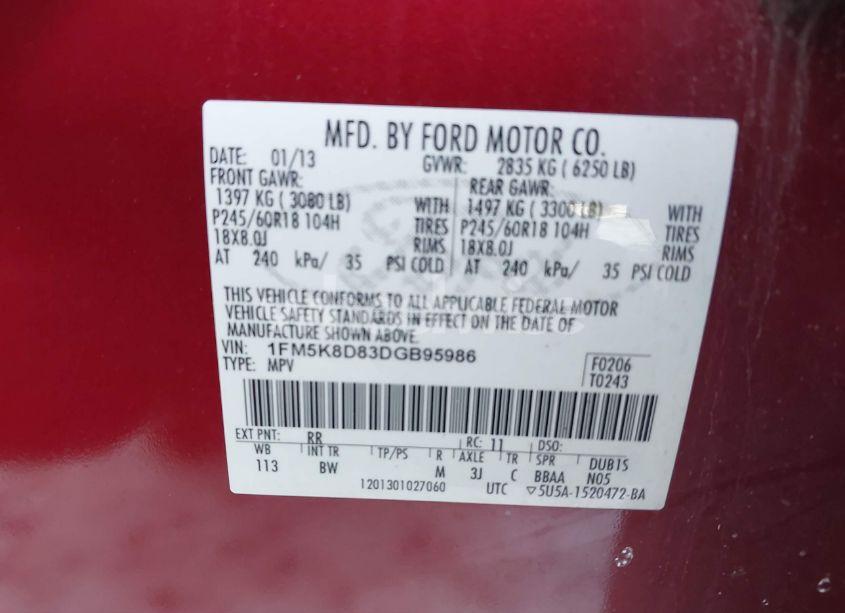 MFD. BY FORD MOTOR CO.
DATE: 01/13 GVWR: 2835 KG ( 6250 LB)
FRONT GAWR: REAR GAWR:
1397 KG ( 3080 LB) WITH 1497 KG ( 3300 LB) WITH
P245/60R18 104H TIRES P245/60R18 104H TIRES
18X8.0J RIMS 18X8.0J RIMS
AT 240 kPa/ 35 PSI COLD AT 240 kPa/ 35 PSI COLD
THIS VEHICLE CONFORMS TO ALL APPLICABLE FEDERAL MOTOR
VEHICLE SAFETY STANDARDS IN EFFECT ON THE DATE OF
MANUFACTURE SHOWN ABOVE.
VIN: 1FM5K8D83DGB95986 F0206
TYPE: MPV T0243
EXT PNT: RR RC: 11 DSO:
WB INT TR TP/PS R AXLE TR SPR DUB1S
113 BW M 3J C BBAA N05
1201301027060 UTC ▽5U5A-1520472-BA